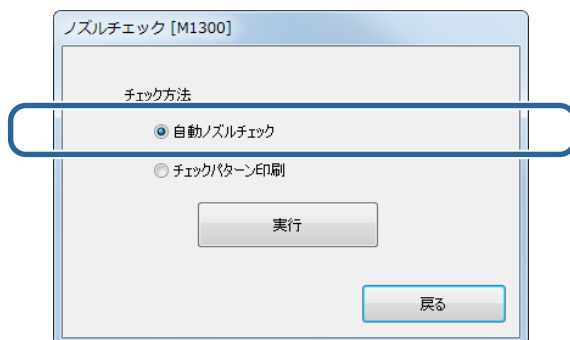 ノズルチェック [M1300]
チェック方法
自動ノズルチェック
チェックパターン印刷
実行
戻る